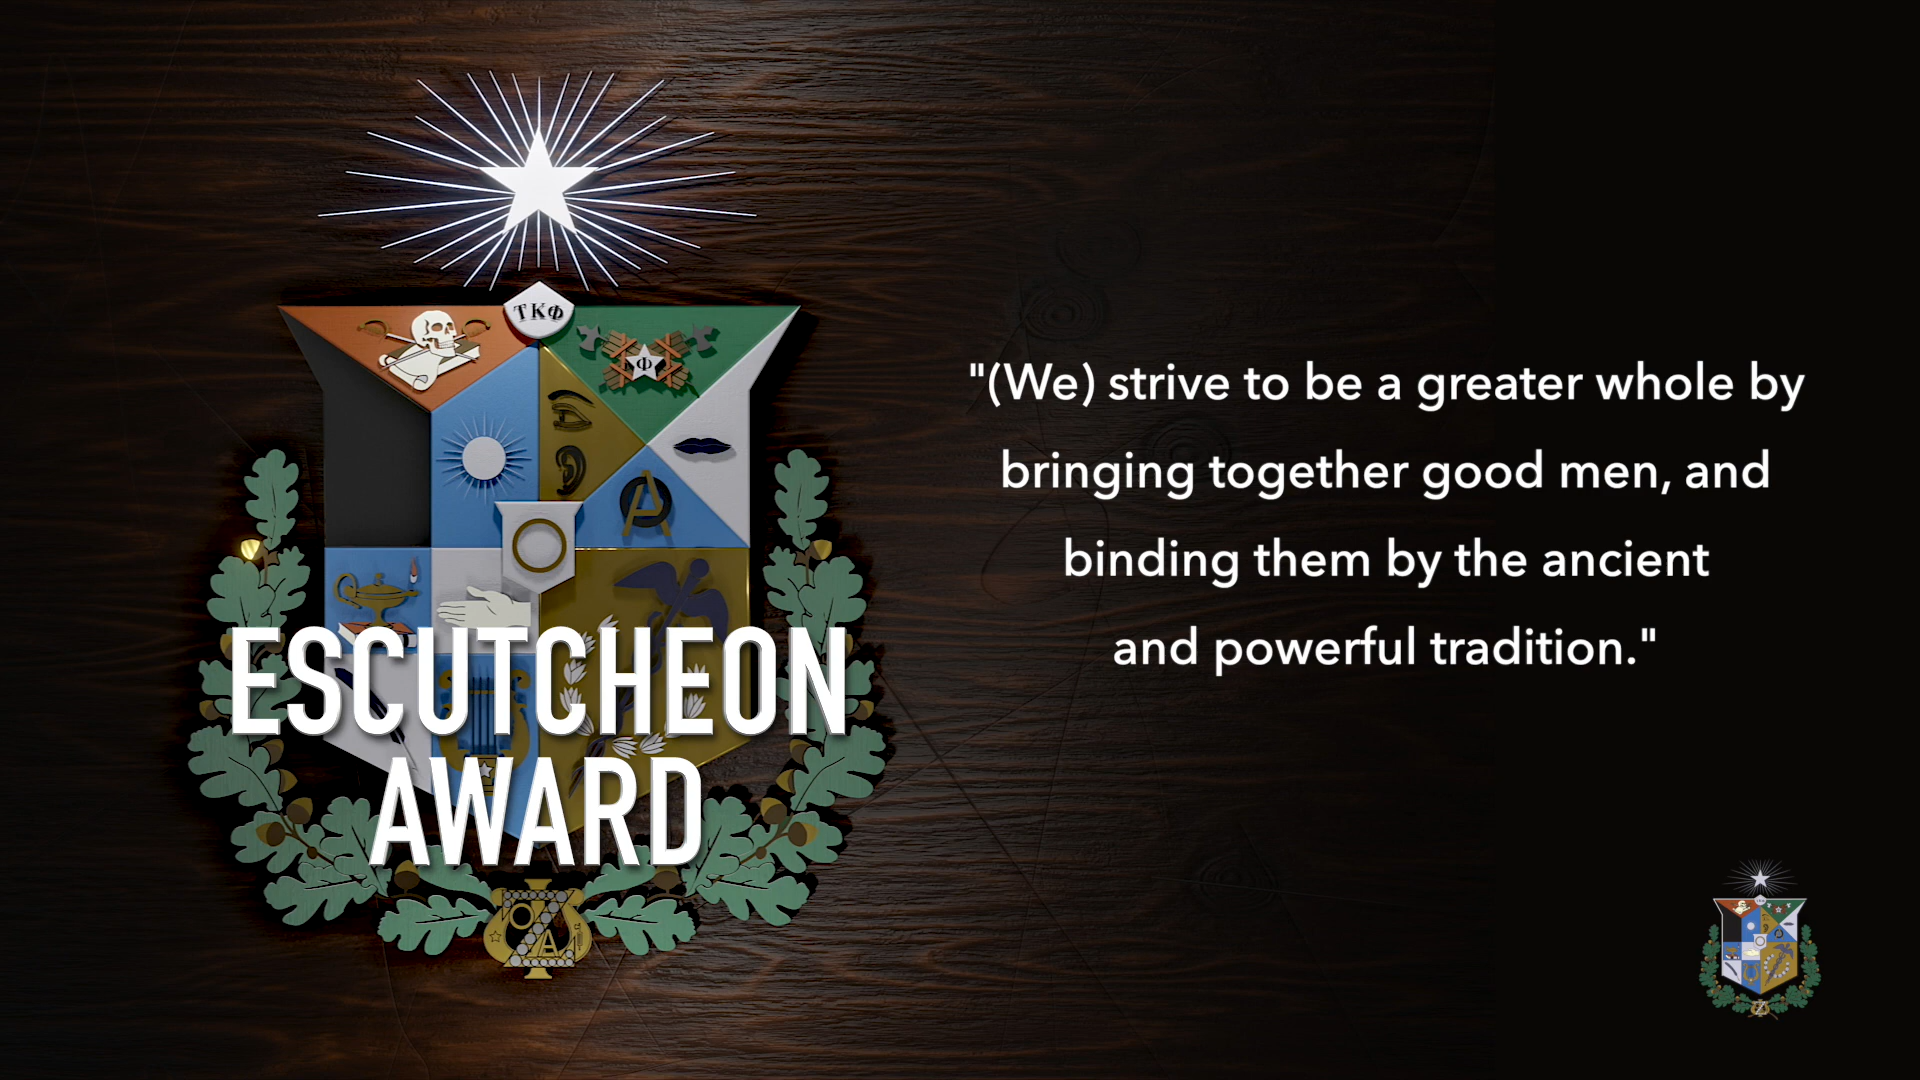 ΤΚΦ
Φ
A
ESCUTCHEON
AWARD
O
Z
A
"(We) strive to be a greater whole by
bringing together good men, and
binding them by the ancient
and powerful tradition."